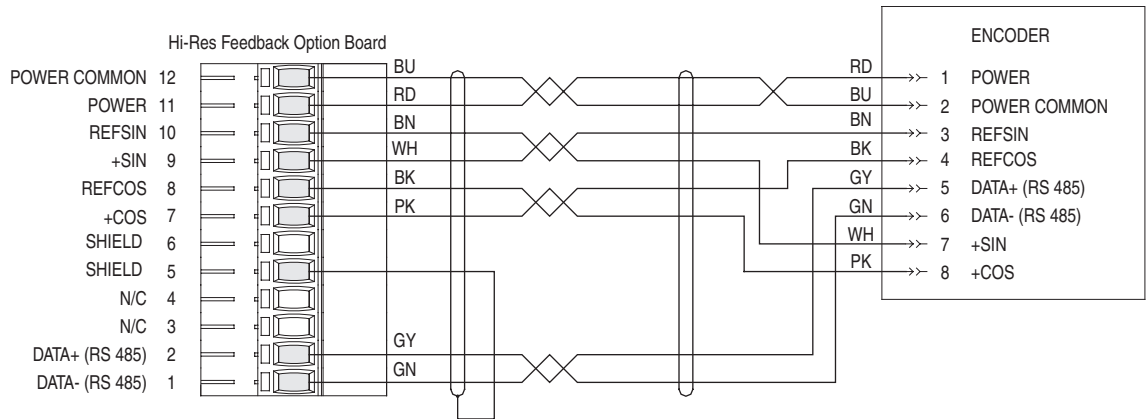 Hi-Res Feedback Option Board
POWER COMMON 12
POWER 11
REFSIN 10
+SIN 9
REFCOS 8
+COS 7
SHIELD 6
SHIELD 5
N/C 4
N/C 3
DATA+ (RS 485) 2
DATA- (RS 485) 1
BU
RD
BN
WH
BK
PK
GY
GN
RD
BU
BN
BK
GY
GN
WH
PK
ENCODER
1 POWER
2 POWER COMMON
3 REFSIN
4 REFCOS
5 DATA+ (RS 485)
6 DATA- (RS 485)
7 +SIN
8 +COS